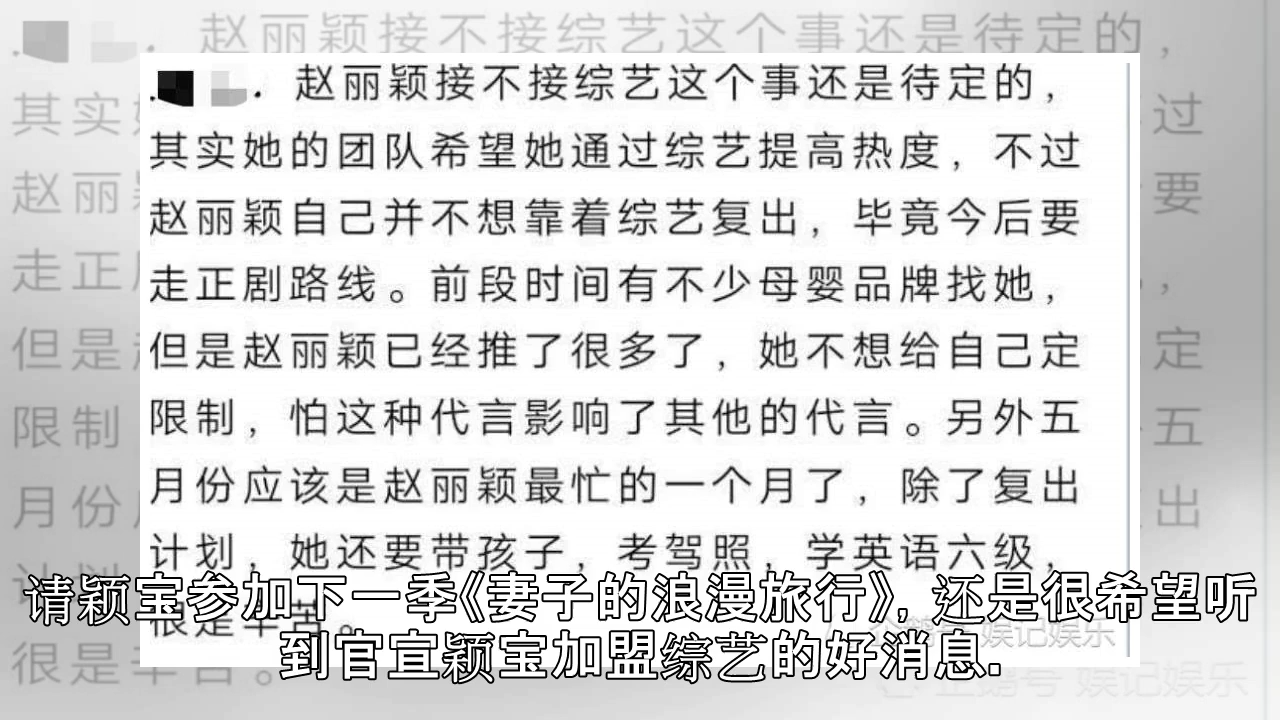 赵丽颖接不接综艺这个事还是待定的，
其实她的团队希望她通过综艺提高热度，不过
赵丽颖自己并不想靠着综艺复出，毕竟今后要
走正剧路线。前段时间有不少母婴品牌找她，
但是赵丽颖已经推了很多了，她不想给自己定
限制，怕这种代言影响了其他的代言。另外五
月份应该是赵丽颖最忙的一个月了，除了复出
计划，她还要带孩子，考驾照，学英语六级，
很是辛苦。
请颖宝参加下一季《妻子的浪漫旅行》，还是很希望听
到官宣颖宝加盟综艺的好消息.
企鹅号 娱记娱乐